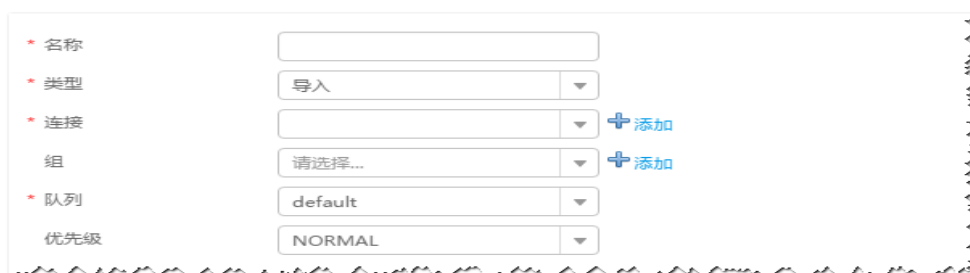 * 名称
* 类型 导入
* 连接 添加
组 请选择... 添加
* 队列 default
优先级 NORMAL